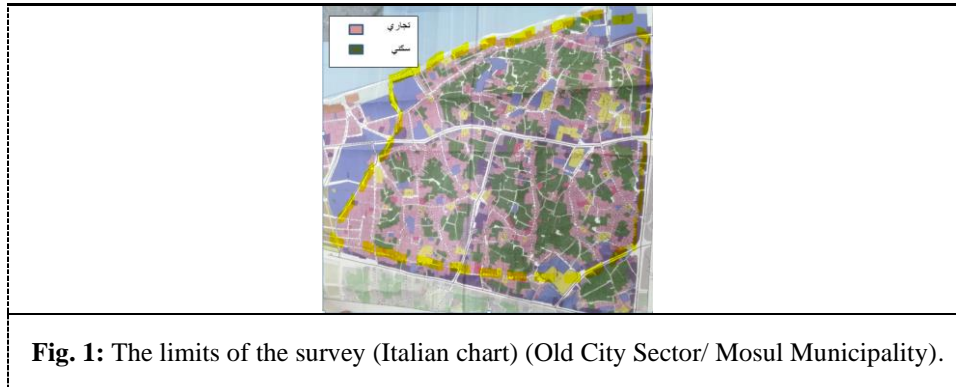 تجاري
سكني
Fig. 1: The limits of the survey (Italian chart) (Old City Sector/ Mosul Municipality).